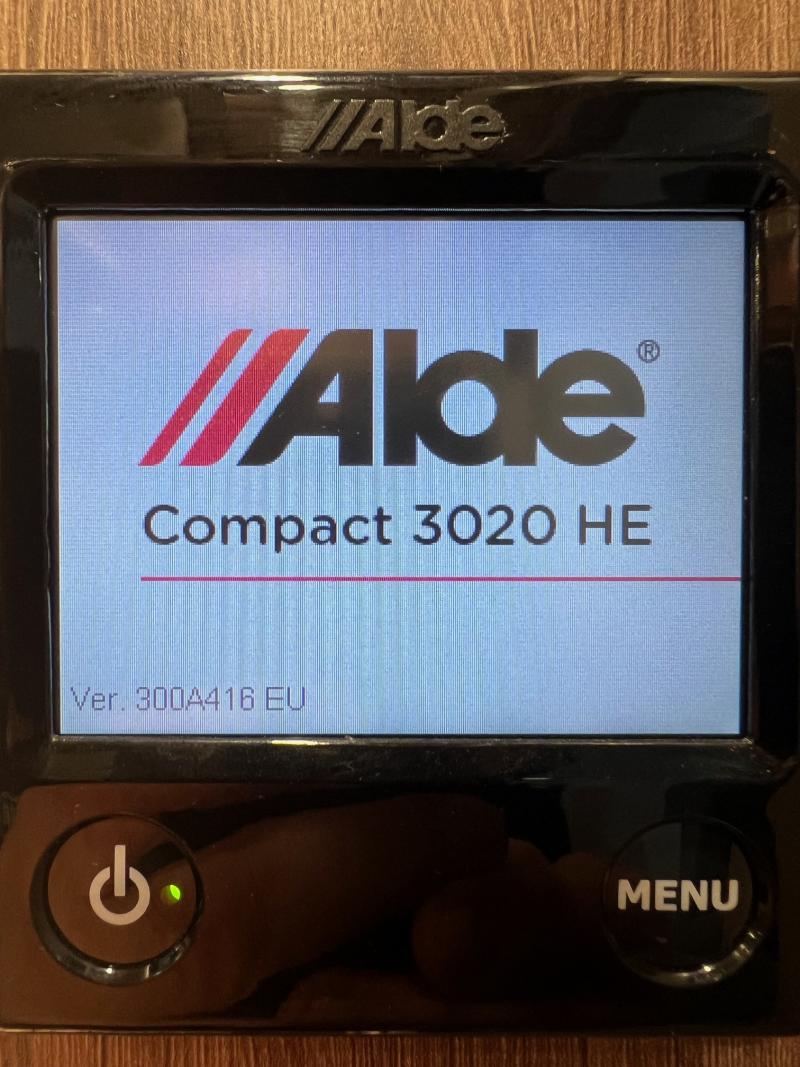 Alde
Alde®
Compact 3020 HE
Ver. 300A416 EU
MENU